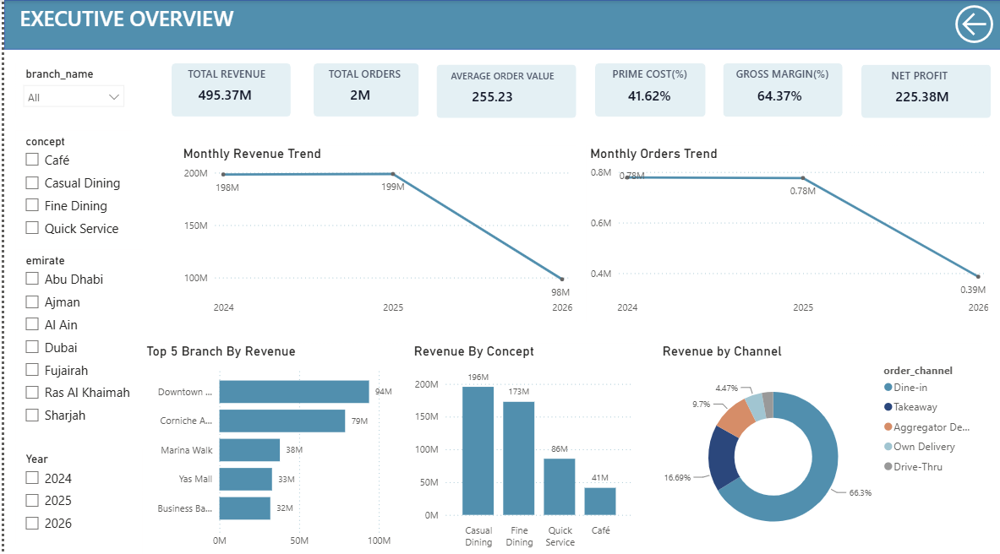 EXECUTIVE OVERVIEW
branch_name
All
concept
Café
Casual Dining
Fine Dining
Quick Service
emirate
Abu Dhabi
Ajman
Al Ain
Dubai
Fujairah
Ras Al Khaimah
Sharjah
Year
2024
2025
2026
TOTAL REVENUE
495.37M
TOTAL ORDERS
2M
AVERAGE ORDER VALUE
255.23
PRIME COST(%)
41.62%
GROSS MARGIN(%)
64.37%
NET PROFIT
225.38M
Monthly Revenue Trend
200M
150M
100M
198M
199M
98M
2024
2025
2026
Monthly Orders Trend
0.8M
0.6M
0.4M
0.78M
0.78M
0.39M
2024
2025
2026
Top 5 Branch By Revenue
Downtown ...
94M
Corniche A...
79M
Marina Walk
38M
Yas Mall
33M
Business Ba...
32M
0M
50M
100M
Revenue By Concept
200M
150M
100M
50M
0M
196M
173M
86M
41M
Casual
Dining
Fine
Dining
Quick
Service
Café
Revenue by Channel
4.47%
9.7%
16.69%
66.3%
order_channel
Dine-in
Takeaway
Aggregator De...
Own Delivery
Drive-Thru